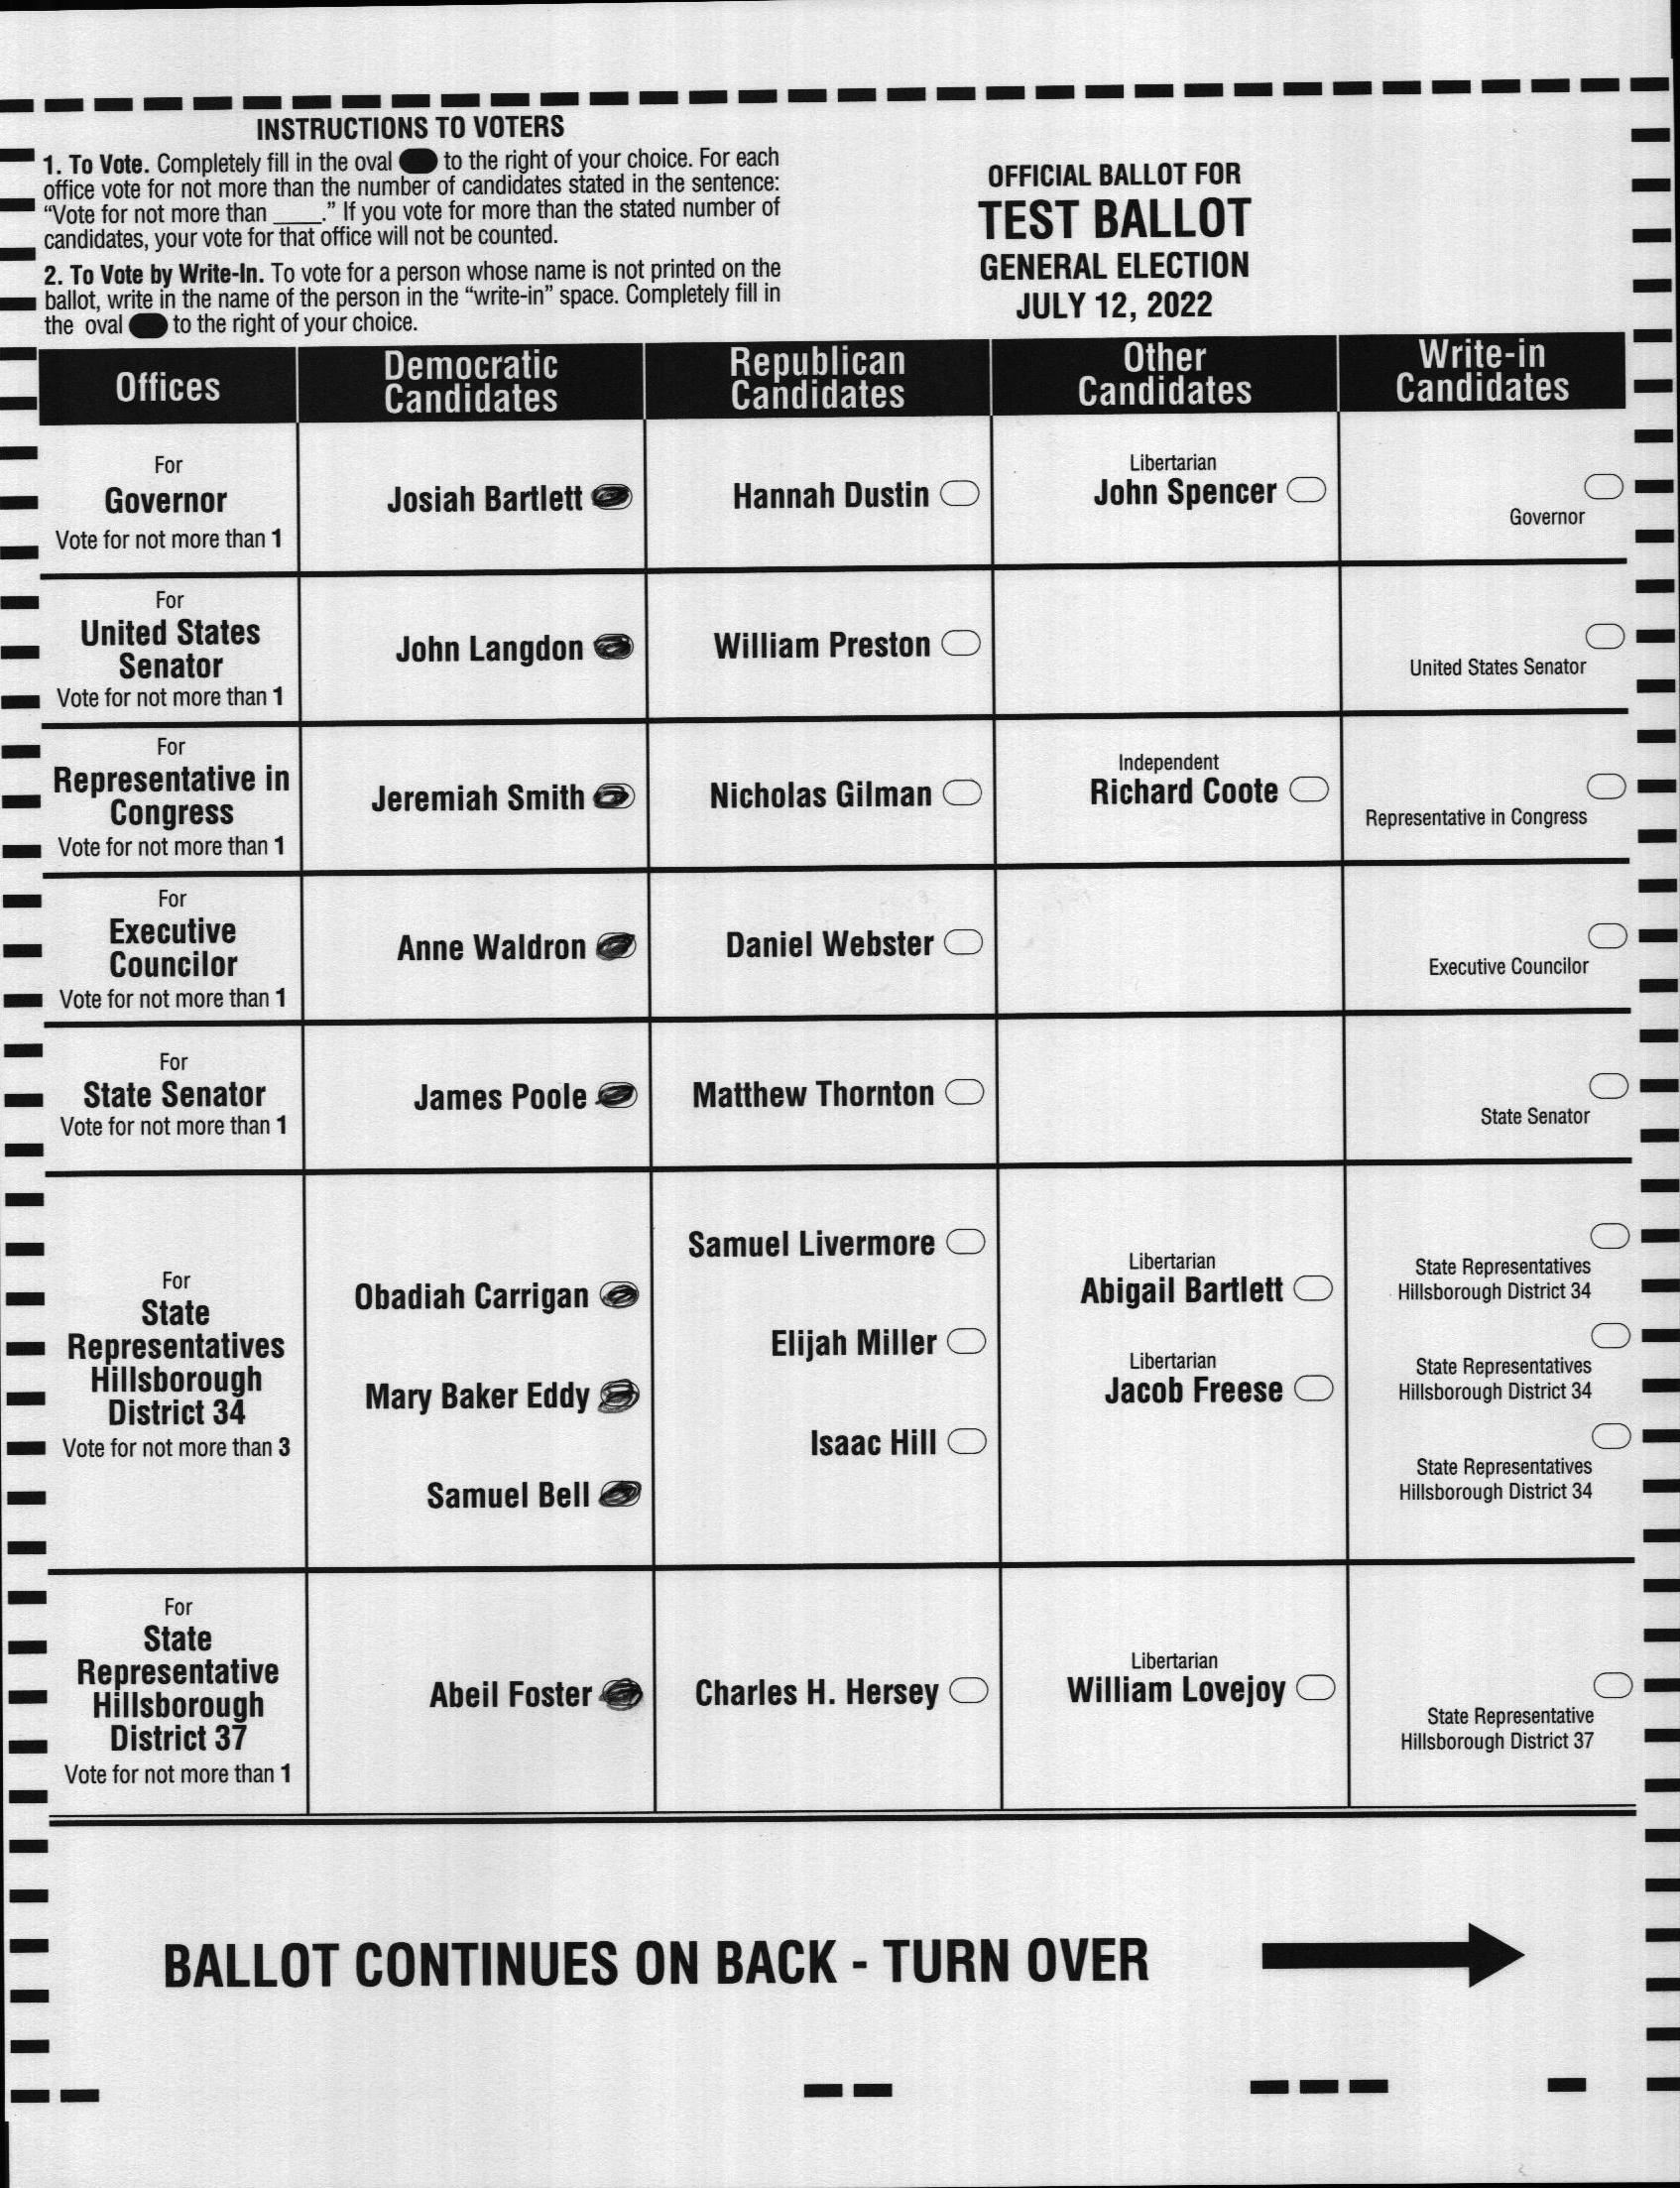 INSTRUCTIONS TO VOTERS
1. To Vote. Completely fill in the oval to the right of your choice. For each
office vote for not more than the number of candidates stated in the sentence:
“Vote for not more than ____.” If you vote for more than the stated number of
candidates, your vote for that office will not be counted.
2. To Vote by Write-In. To vote for a person whose name is not printed on the
ballot, write in the name of the person in the “write-in” space. Completely fill in
the oval to the right of your choice.
OFFICIAL BALLOT FOR
TEST BALLOT
GENERAL ELECTION
JULY 12, 2022
Offices
Democratic
Candidates
Republican
Candidates
Other
Candidates
Write-in
Candidates
For
Governor
Vote for not more than 1
Josiah Bartlett
Hannah Dustin
Libertarian
John Spencer
Governor
For
United States
Senator
Vote for not more than 1
John Langdon
William Preston
United States Senator
For
Representative in
Congress
Vote for not more than 1
Jeremiah Smith
Nicholas Gilman
Independent
Richard Coote
Representative in Congress
For
Executive
Councilor
Vote for not more than 1
Anne Waldron
Daniel Webster
Executive Councilor
For
State Senator
Vote for not more than 1
James Poole
Matthew Thornton
State Senator
For
State
Representatives
Hillsborough
District 34
Vote for not more than 3
Obadiah Carrigan
Mary Baker Eddy
Samuel Bell
Samuel Livermore
Elijah Miller
Isaac Hill
Libertarian
Abigail Bartlett
Libertarian
Jacob Freese
State Representatives
Hillsborough District 34
State Representatives
Hillsborough District 34
State Representatives
Hillsborough District 34
For
State
Representative
Hillsborough
District 37
Vote for not more than 1
Abeil Foster
Charles H. Hersey
Libertarian
William Lovejoy
State Representative
Hillsborough District 37
BALLOT CONTINUES ON BACK - TURN OVER